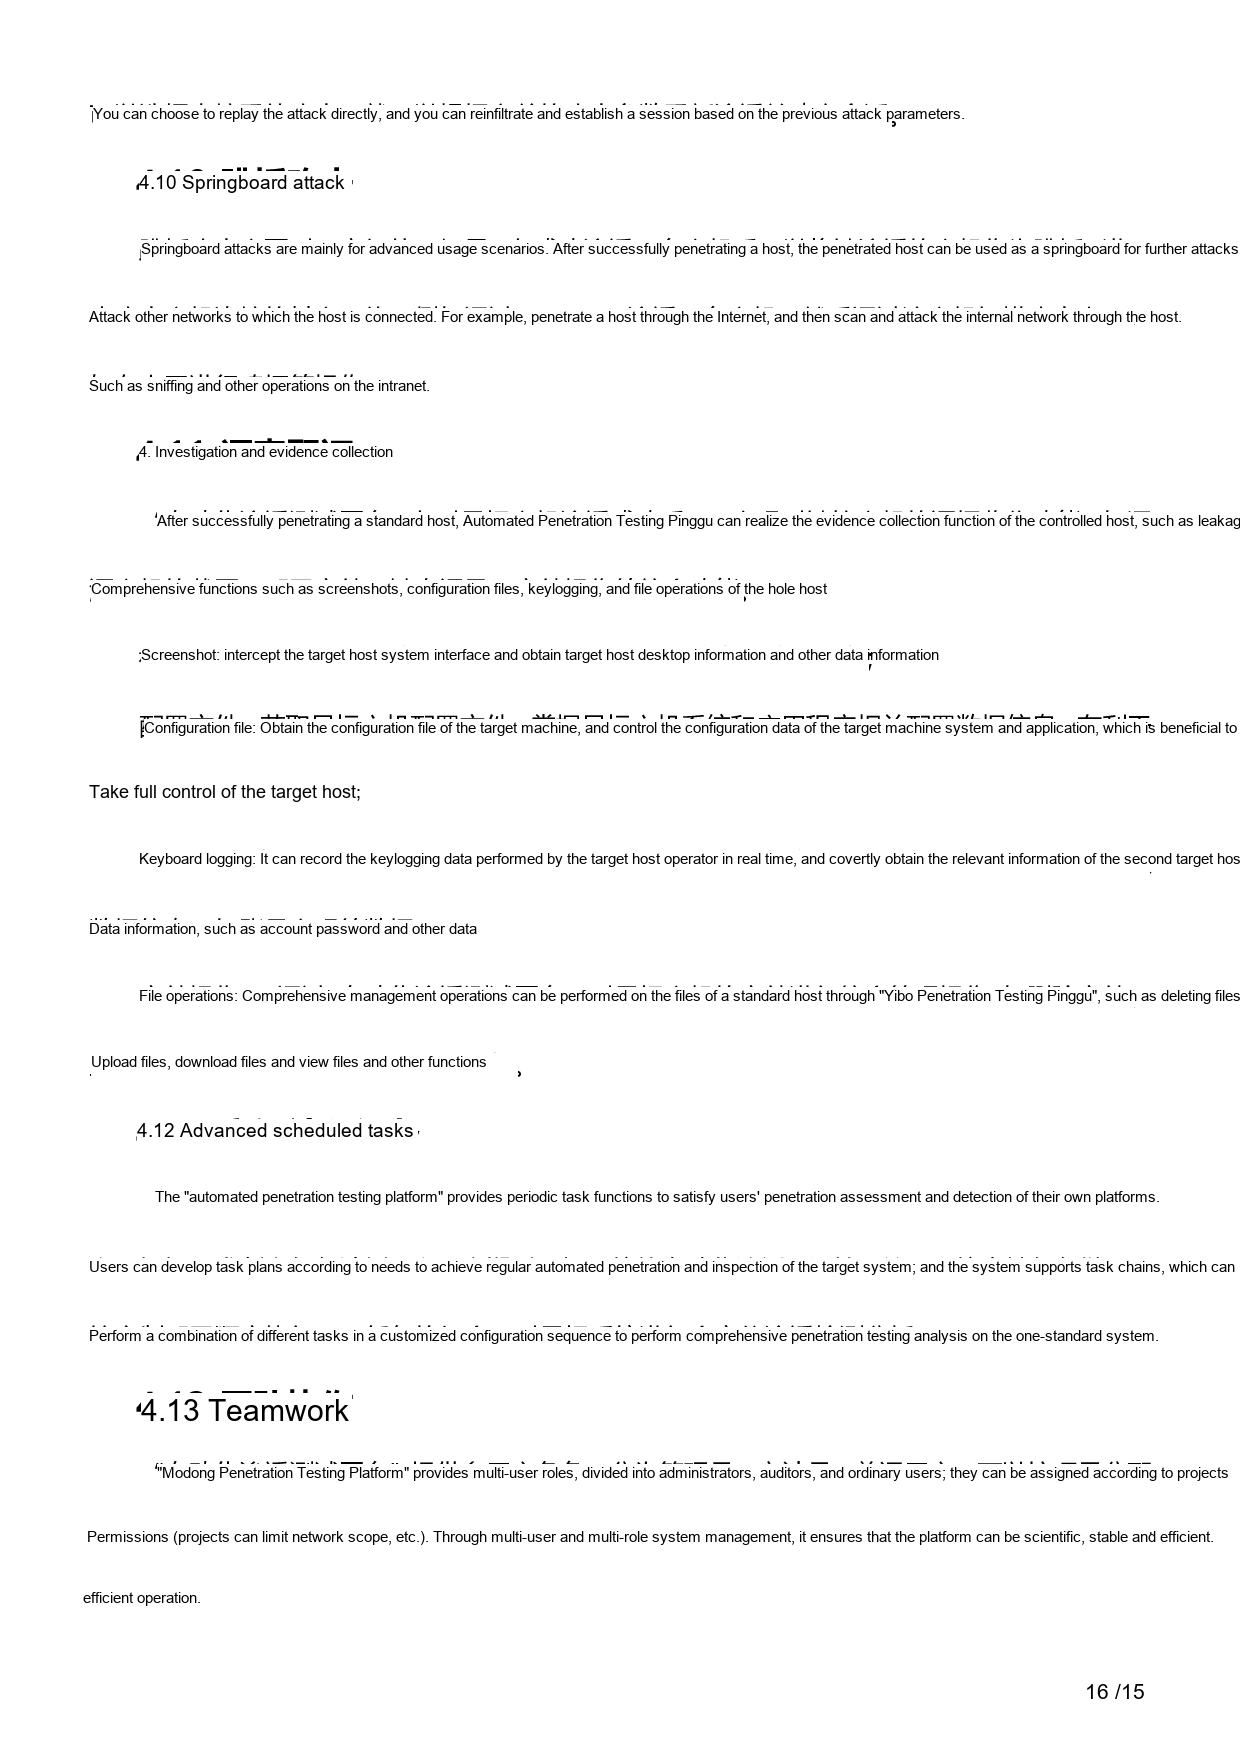 You can choose to replay the attack directly, and you can reinfiltrate and establish a session based on the previous attack parameters.
4.10 Springboard attack
Springboard attacks are mainly for advanced usage scenarios. After successfully penetrating a host, the penetrated host can be used as a springboard for further attacks
Attack other networks to which the host is connected. For example, penetrate a host through the Internet, and then scan and attack the internal network through the host.
Such as sniffing and other operations on the intranet.
4. Investigation and evidence collection
After successfully penetrating a standard host, Automated Penetration Testing Pinggu can realize the evidence collection function of the controlled host, such as leakag
Comprehensive functions such as screenshots, configuration files, keylogging, and file operations of the hole host
Screenshot: intercept the target host system interface and obtain target host desktop information and other data information
Configuration file: Obtain the configuration file of the target machine, and control the configuration data of the target machine system and application, which is beneficial to
Take full control of the target host;
Keyboard logging: It can record the keylogging data performed by the target host operator in real time, and covertly obtain the relevant information of the second target hos
Data information, such as account password and other data
File operations: Comprehensive management operations can be performed on the files of a standard host through "Yibo Penetration Testing Pinggu", such as deleting files
Upload files, download files and view files and other functions
4.12 Advanced scheduled tasks
The "automated penetration testing platform" provides periodic task functions to satisfy users' penetration assessment and detection of their own platforms.
Users can develop task plans according to needs to achieve regular automated penetration and inspection of the target system; and the system supports task chains, which can
Perform a combination of different tasks in a customized configuration sequence to perform comprehensive penetration testing analysis on the one-standard system.
4.13 Teamwork
"Modong Penetration Testing Platform" provides multi-user roles, divided into administrators, auditors, and ordinary users; they can be assigned according to projects
Permissions (projects can limit network scope, etc.). Through multi-user and multi-role system management, it ensures that the platform can be scientific, stable and efficient.
efficient operation.
16 /15